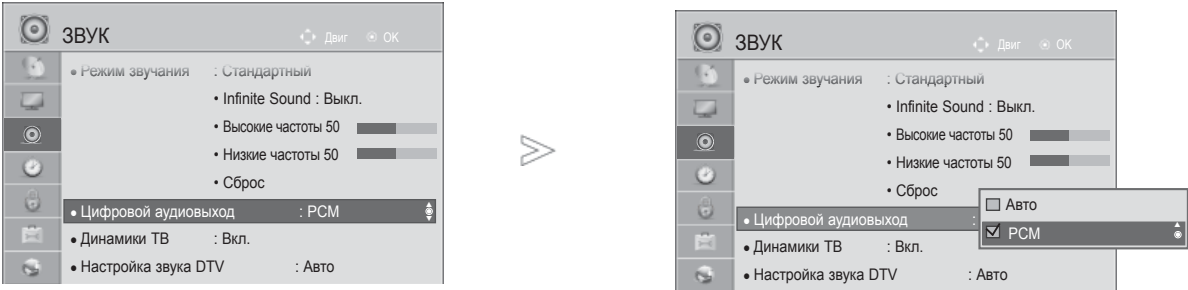 ЗВУК
Двиг OK
• Режим звучания : Стандартный
• Infinite Sound : Выкл.
• Высокие частоты 50
• Низкие частоты 50
• Сброс
• Цифровой аудиовыход : PCM
• Динамики ТВ : Вкл.
• Настройка звука DTV : Авто
ЗВУК
Двиг OK
• Режим звучания : Стандартный
• Infinite Sound : Выкл.
• Высокие частоты 50
• Низкие частоты 50
• Сброс
• Цифровой аудиовыход :
Авто
PCM
• Динамики ТВ : Вкл.
• Настройка звука DTV : Авто